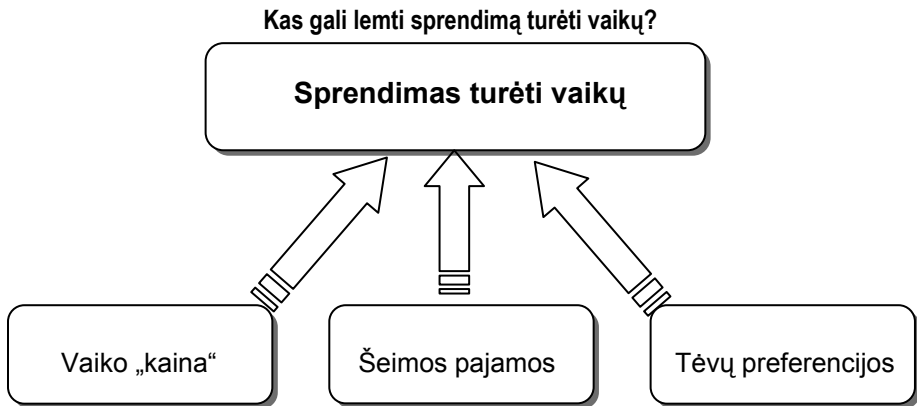 Kas gali lemti sprendimą turėti vaikų?
Sprendimas turėti vaikų
Vaiko „kaina“
Šeimos pajamos
Tėvų preferencijos